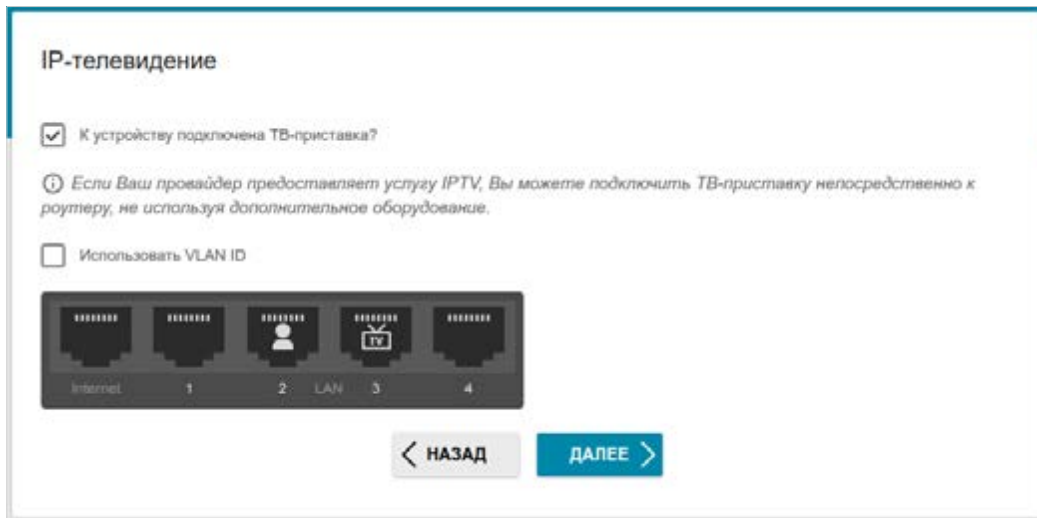 IP-телевидение
К устройству подключена ТВ-приставка?
Если Ваш провайдер предоставляет услугу IPTV, Вы можете подключить ТВ-приставку непосредственно к
роутеру, не используя дополнительное оборудование.
Использовать VLAN ID
TV
Internet 1 2 LAN 3 4
НАЗАД ДАЛЕЕ